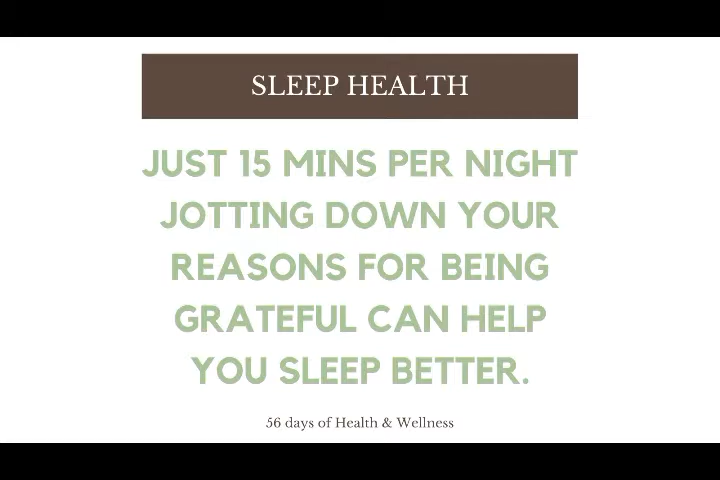 SLEEP HEALTH
JUST 15 MINS PER NIGHT
JOTTING DOWN YOUR
REASONS FOR BEING
GRATEFUL CAN HELP
YOU SLEEP BETTER.
56 days of Health & Wellness